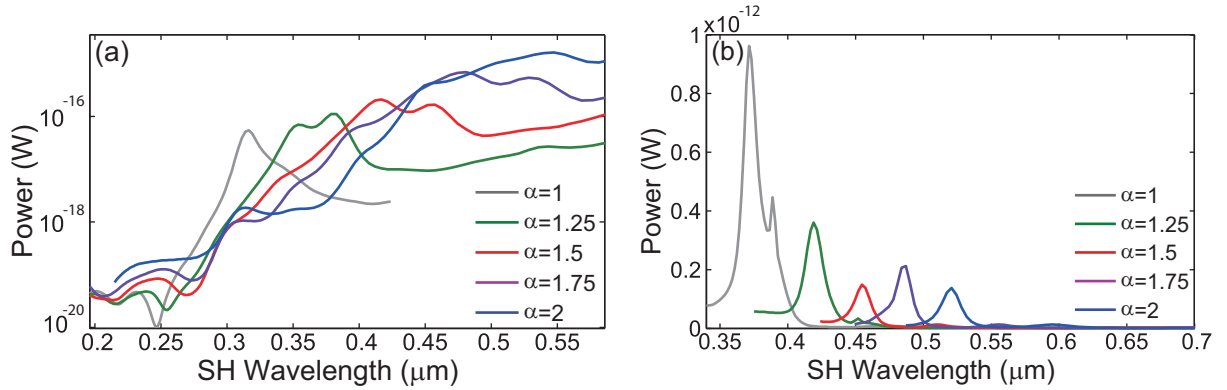 (a)
Power (W)
10⁻¹⁶
10⁻¹⁸
10⁻²⁰
0.2 0.25 0.3 0.35 0.4 0.45 0.5 0.55
SH Wavelength (μm)
α=1
α=1.25
α=1.5
α=1.75
α=2
1 x10⁻¹²
(b)
Power (W)
0.8
0.6
0.4
0.12
0
0.35 0.4 0.45 0.5 0.55 0.6 0.65 0.7
SH Wavelength (μm)
α=1
α=1.25
α=1.5
α=1.75
α=2